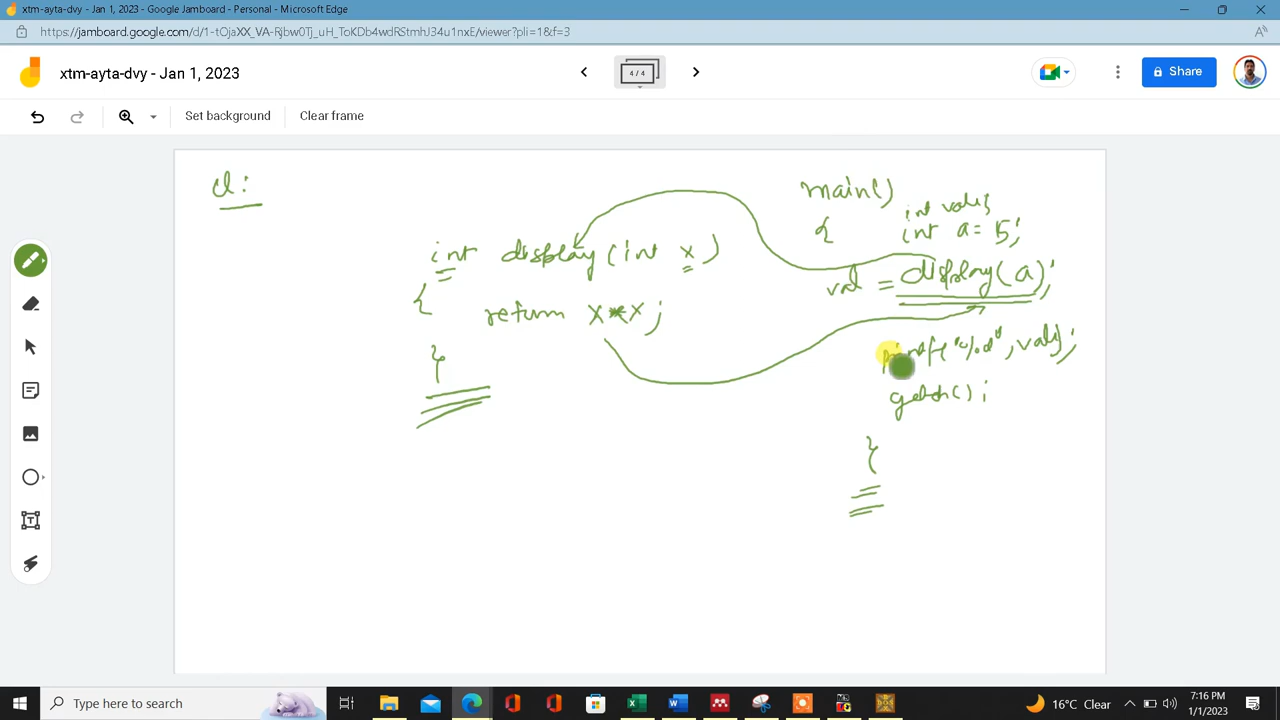 xtm-ayta-dvy - Jan 1, 2023 - Google Jamboard - Personal - Microsoft Edge
https://jamboard.google.com/d/1-tOjaXX_VA-Rjbw0Tj_uH_ToKDb4wdRStmhJ34u1nxE/viewer?pli=1&f=3
xtm-ayta-dvy - Jan 1, 2023
4 / 4
Share
Set background
Clear frame
int display(int x)
{
return x*x;
}
main()
{
int val;
int a = 5;
val = display(a);
printf("%d", val);
getch();
}
Type here to search
16°C Clear
7:16 PM
1/1/2023